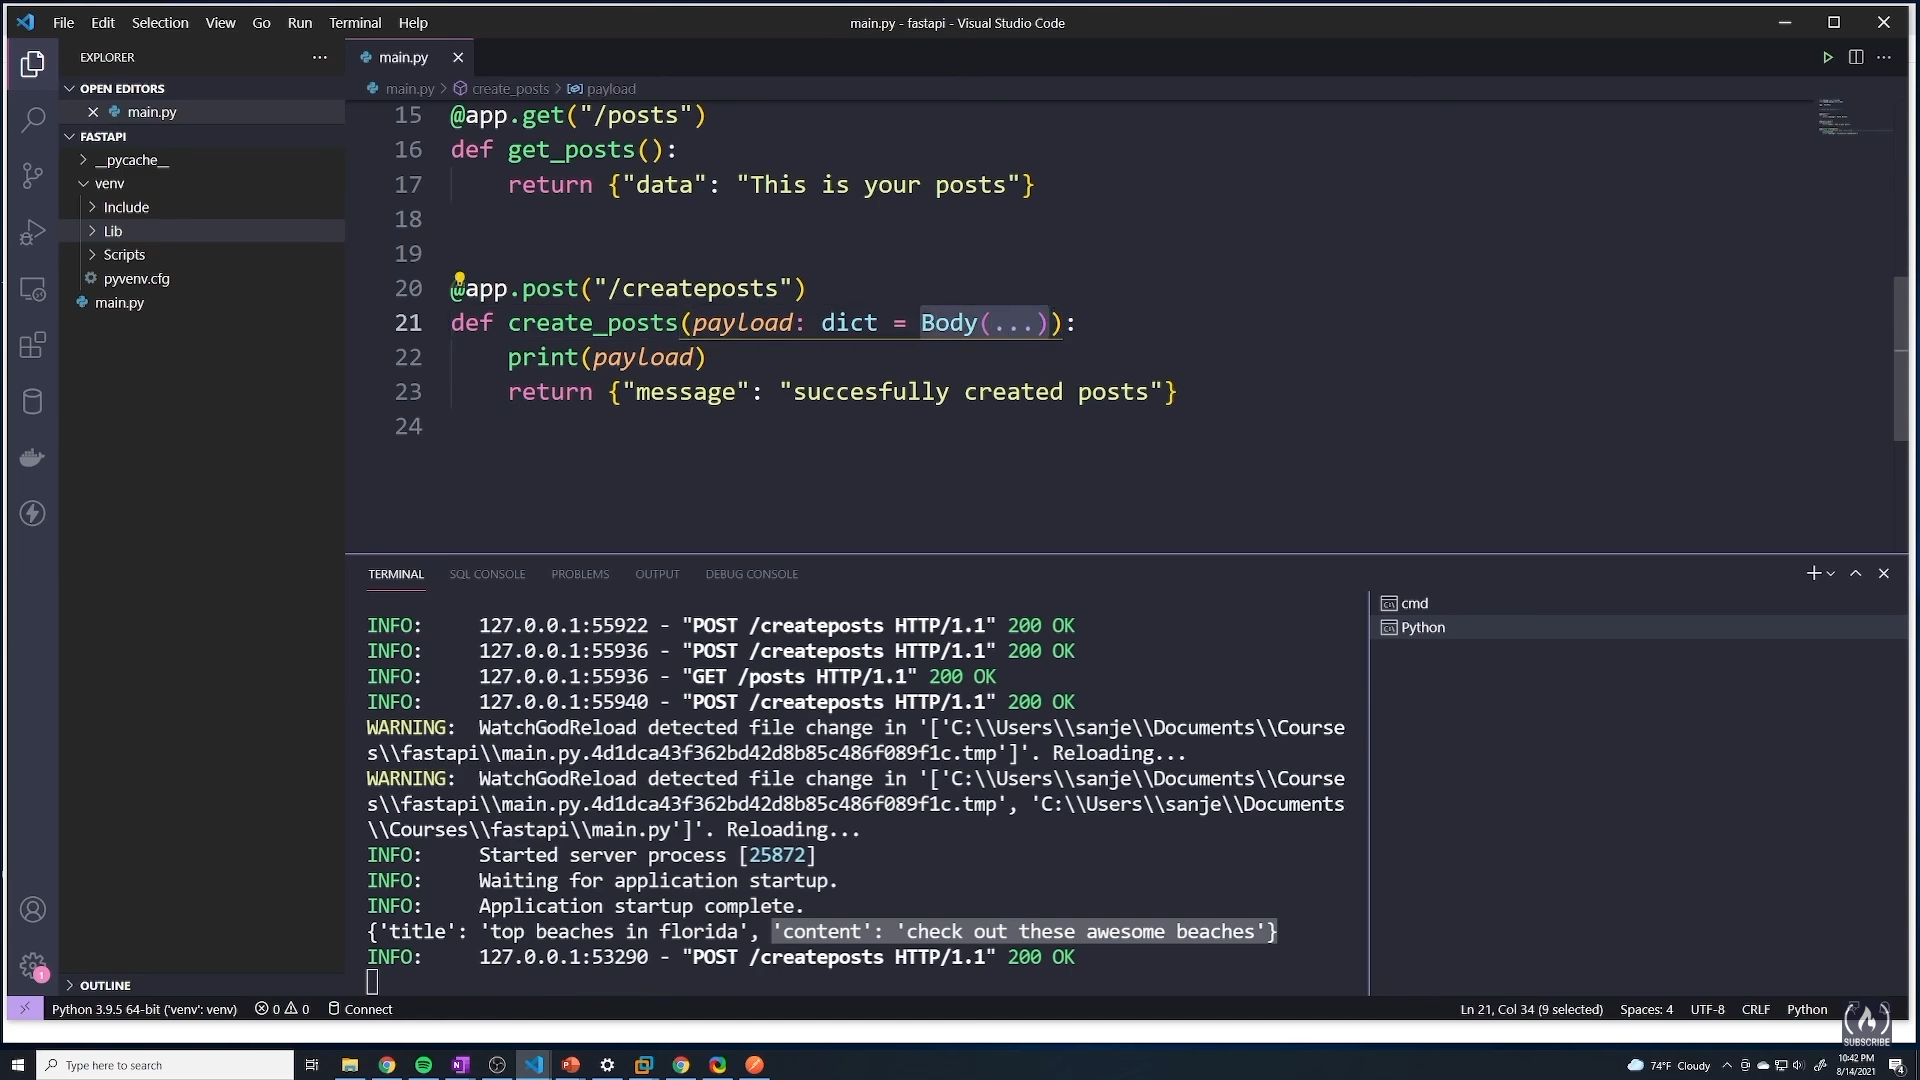 File Edit Selection View Go Run Terminal Help
main.py - fastapi - Visual Studio Code
EXPLORER
OPEN EDITORS
main.py
FASTAPI
__pycache__
venv
Include
Lib
Scripts
pyvenv.cfg
main.py
OUTLINE
main.py
main.py > create_posts > payload
15 @app.get("/posts")
16 def get_posts():
17 return {"data": "This is your posts"}
18
19
20 @app.post("/createposts")
21 def create_posts(payload: dict = Body(...)):
22 print(payload)
23 return {"message": "succesfully created posts"}
24
TERMINAL SQL CONSOLE PROBLEMS OUTPUT DEBUG CONSOLE
cmd
Python
INFO: 127.0.0.1:55922 - "POST /createposts HTTP/1.1" 200 OK
INFO: 127.0.0.1:55936 - "POST /createposts HTTP/1.1" 200 OK
INFO: 127.0.0.1:55936 - "GET /posts HTTP/1.1" 200 OK
INFO: 127.0.0.1:55940 - "POST /createposts HTTP/1.1" 200 OK
WARNING: WatchGodReload detected file change in '['C:\\Users\\sanje\\Documents\\Course
s\\fastapi\\main.py.4d1dca43f362bd42d8b85c486f089f1c.tmp']'. Reloading...
WARNING: WatchGodReload detected file change in '['C:\\Users\\sanje\\Documents\\Course
s\\fastapi\\main.py.4d1dca43f362bd42d8b85c486f089f1c.tmp', 'C:\\Users\\sanje\\Documents
\\Courses\\fastapi\\main.py']'. Reloading...
INFO: Started server process [25872]
INFO: Waiting for application startup.
INFO: Application startup complete.
{'title': 'top beaches in florida', 'content': 'check out these awesome beaches'}
INFO: 127.0.0.1:53290 - "POST /createposts HTTP/1.1" 200 OK
1
Python 3.9.5 64-bit ('venv': venv) 0 0 Connect
Ln 21, Col 34 (9 selected) Spaces: 4 UTF-8 CRLF Python
SUBSCRIBE
Type here to search
74°F Cloudy
10:42 PM
8/14/2021
4